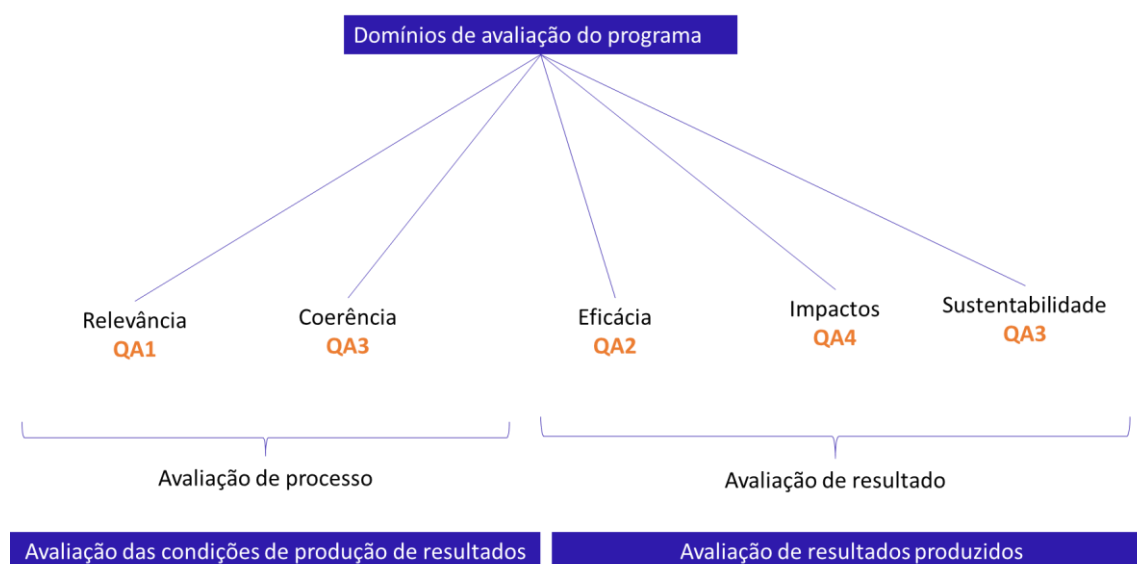 Domínios de avaliação do programa
Relevância
QA1
Coerência
QA3
Eficácia
QA2
Impactos
QA4
Sustentabilidade
QA3
Avaliação de processo
Avaliação de resultado
Avaliação das condições de produção de resultados
Avaliação de resultados produzidos